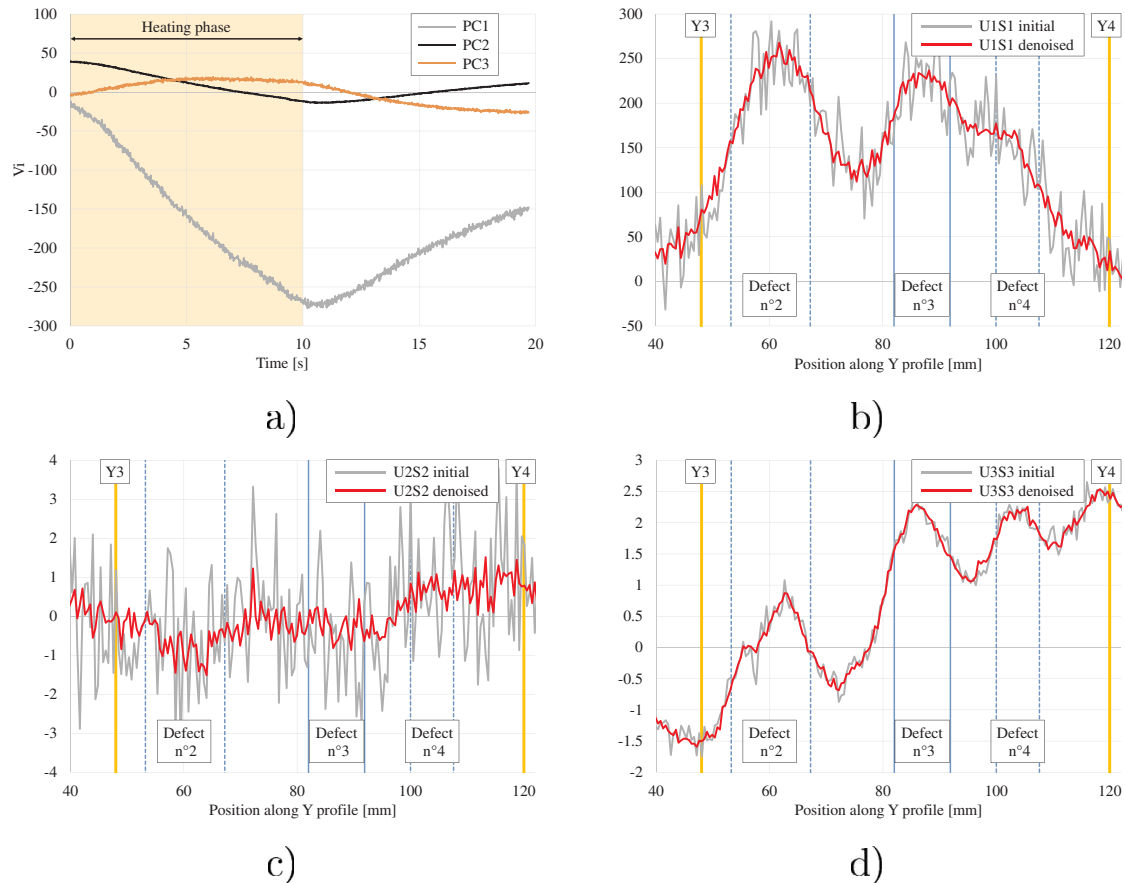 100
50
0
-50
-100
-150
-200
-250
-300
Vi
Heating phase
PC1
PC2
PC3
0
5
10
15
20
Time [s]
a)
300
250
200
150
100
50
0
-50
Y3
U1S1 initial
U1S1 denoised
Y4
Defect
n°2
Defect
n°3
Defect
n°4
40
60
80
100
120
Position along Y profile [mm]
b)
4
3
2
1
0
-1
-2
-3
-4
Y3
U2S2 initial
U2S2 denoised
Y4
Defect
n°2
Defect
n°3
Defect
n°4
40
60
80
100
120
Position along Y profile [mm]
c)
3
2.5
2
1.5
1
0.5
0
-0.5
-1
-1.5
-2
Y3
U3S3 initial
U3S3 denoised
Y4
Defect
n°2
Defect
n°3
Defect
n°4
40
60
80
100
120
Position along Y profile [mm]
d)